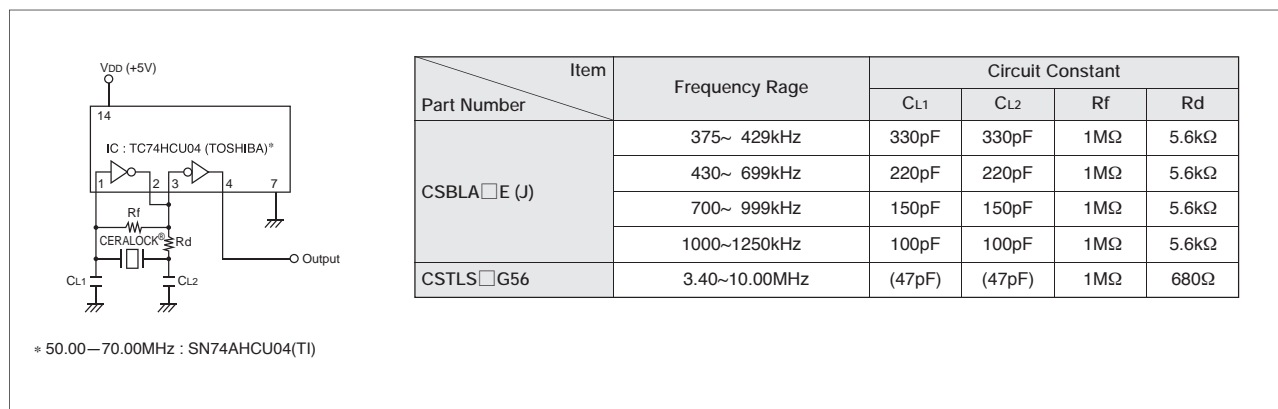 VDD (+5V)
14
IC : TC74HCU04 (TOSHIBA)*
1 2 3 4 7
Rf
CERALOCK® Rd
Output
CL1 CL2
* 50.00—70.00MHz : SN74AHCU04(TI)
Item Frequency Rage Circuit Constant
Part Number CL1 CL2 Rf Rd
CSBLA□E (J)
375~ 429kHz 330pF 330pF 1MΩ 5.6kΩ
430~ 699kHz 220pF 220pF 1MΩ 5.6kΩ
700~ 999kHz 150pF 150pF 1MΩ 5.6kΩ
1000~1250kHz 100pF 100pF 1MΩ 5.6kΩ
CSTLS□G56 3.40~10.00MHz (47pF) (47pF) 1MΩ 680Ω